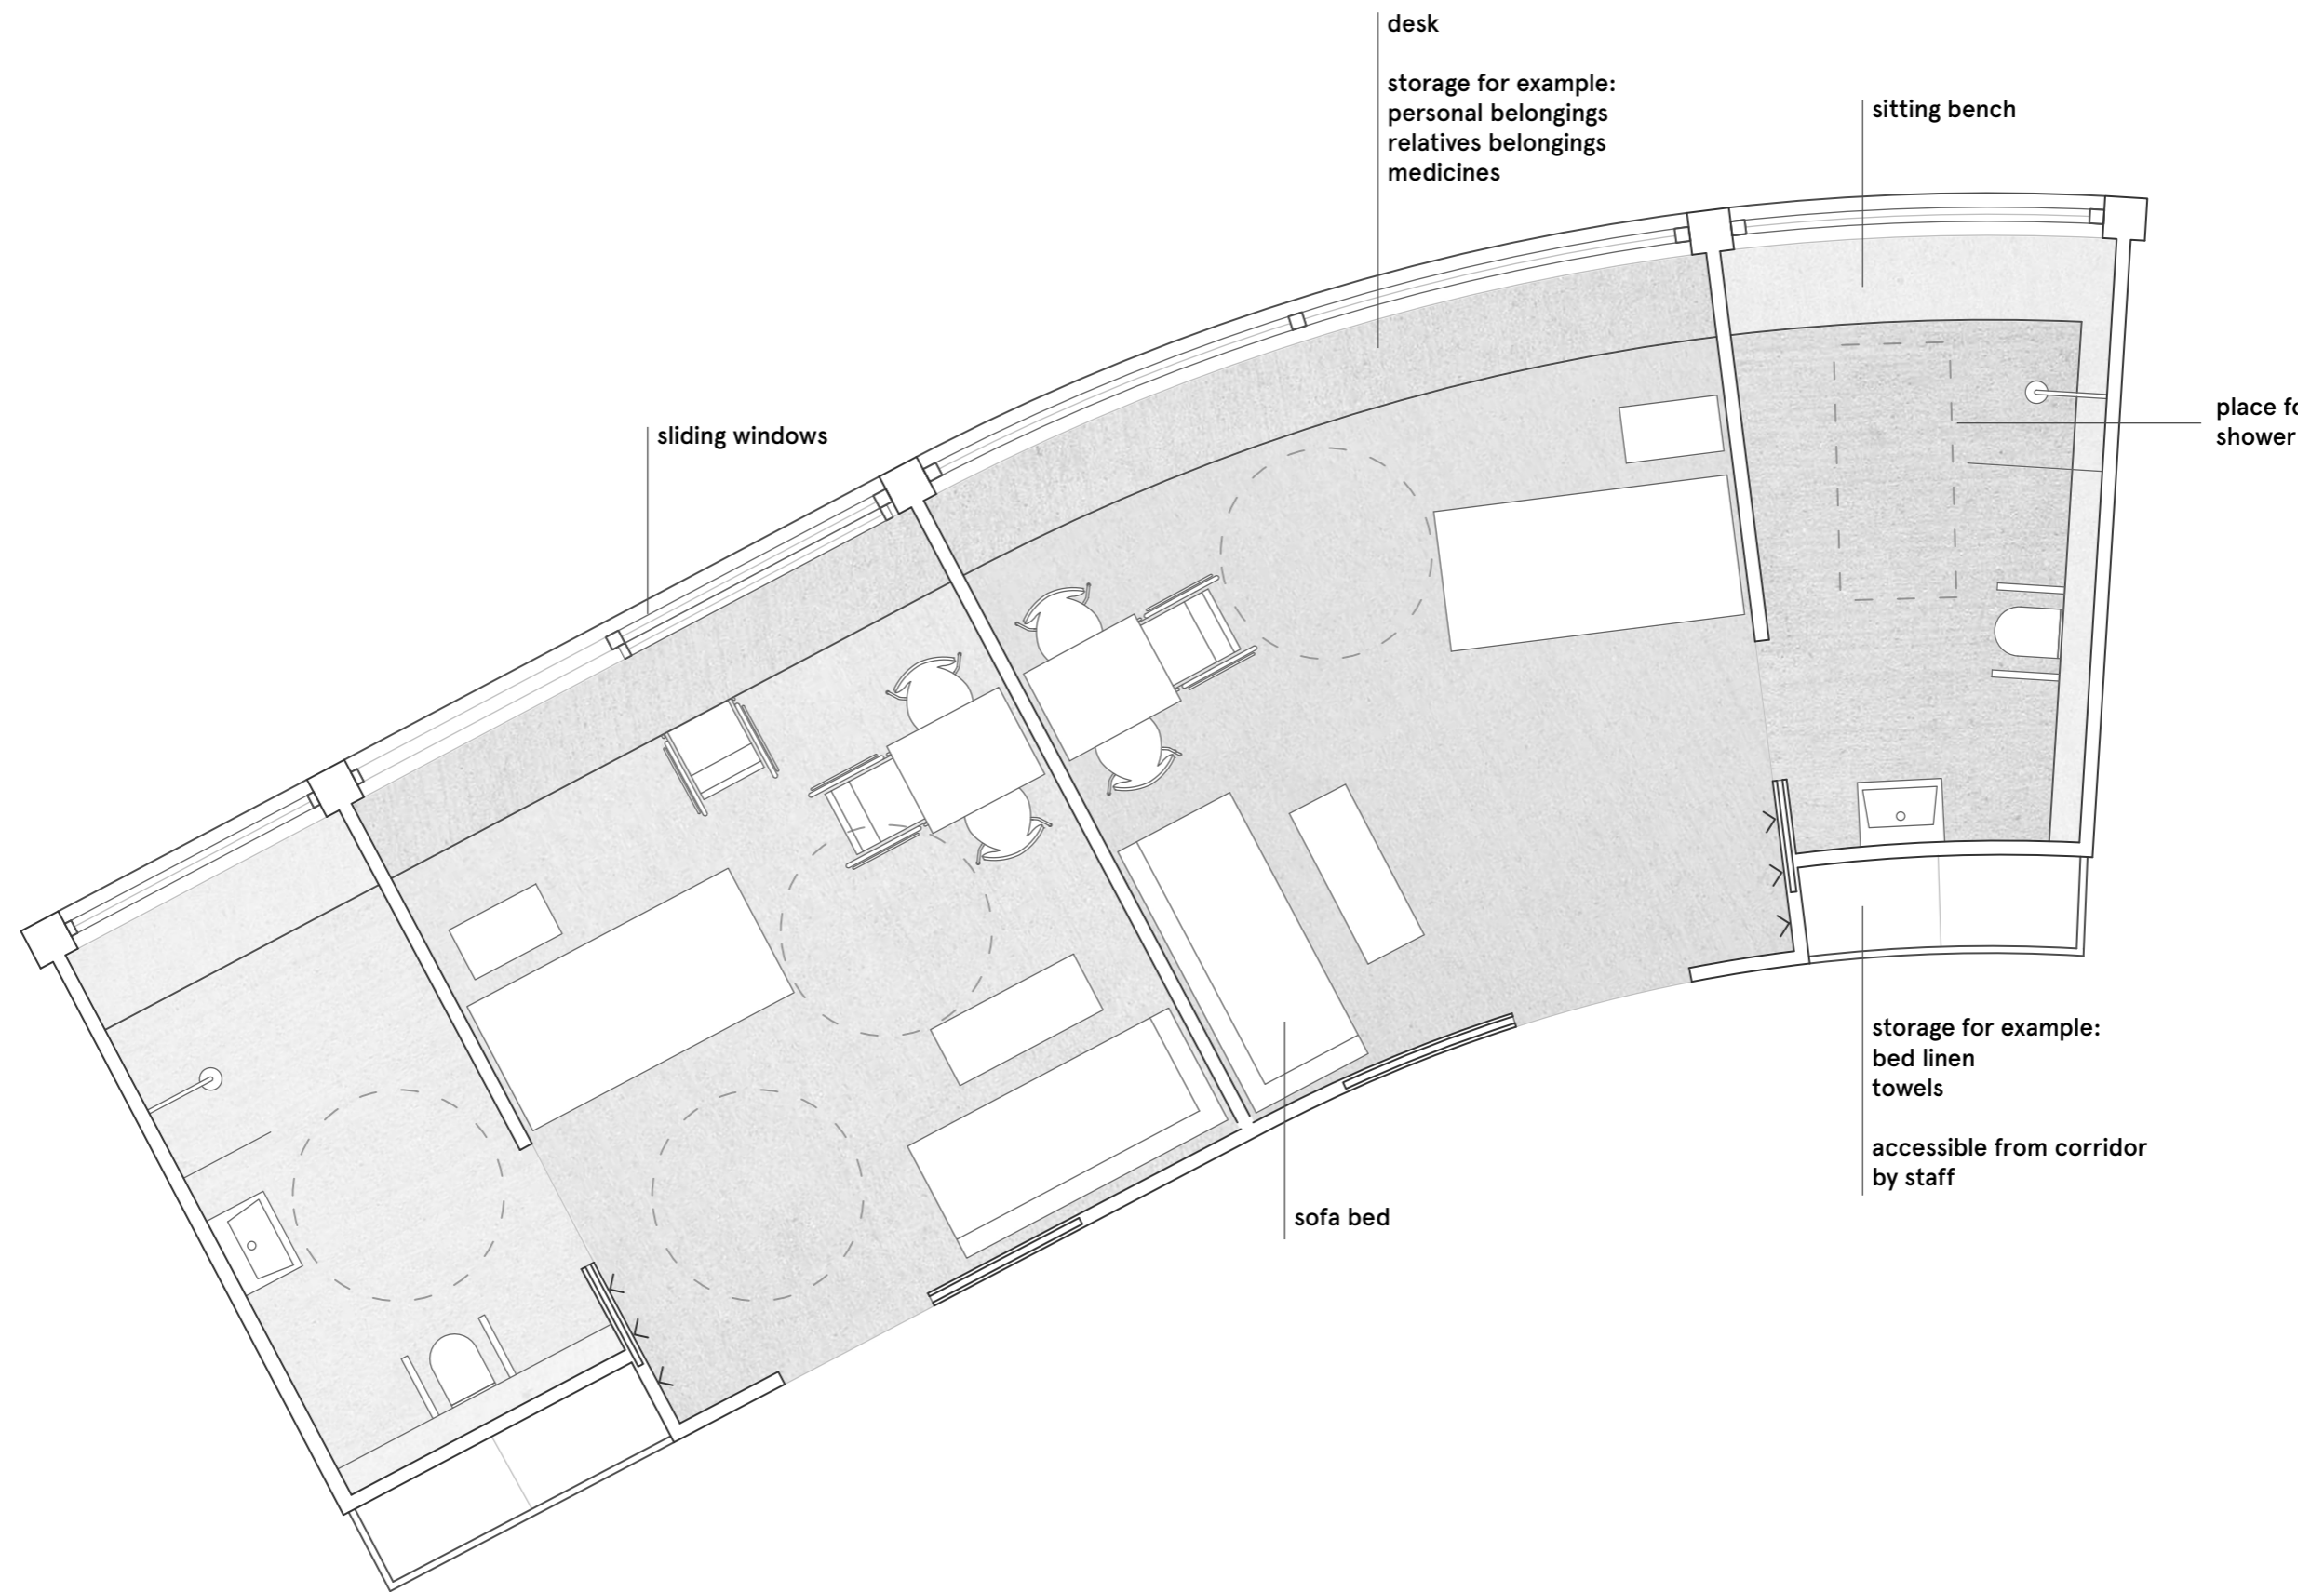 desk
storage for example:
personal belongings
relatives belongings
medicines
sitting bench
sliding windows
place
shower
storage for example:
bed linen
towels
accessible from corridor
by staff
sofa bed